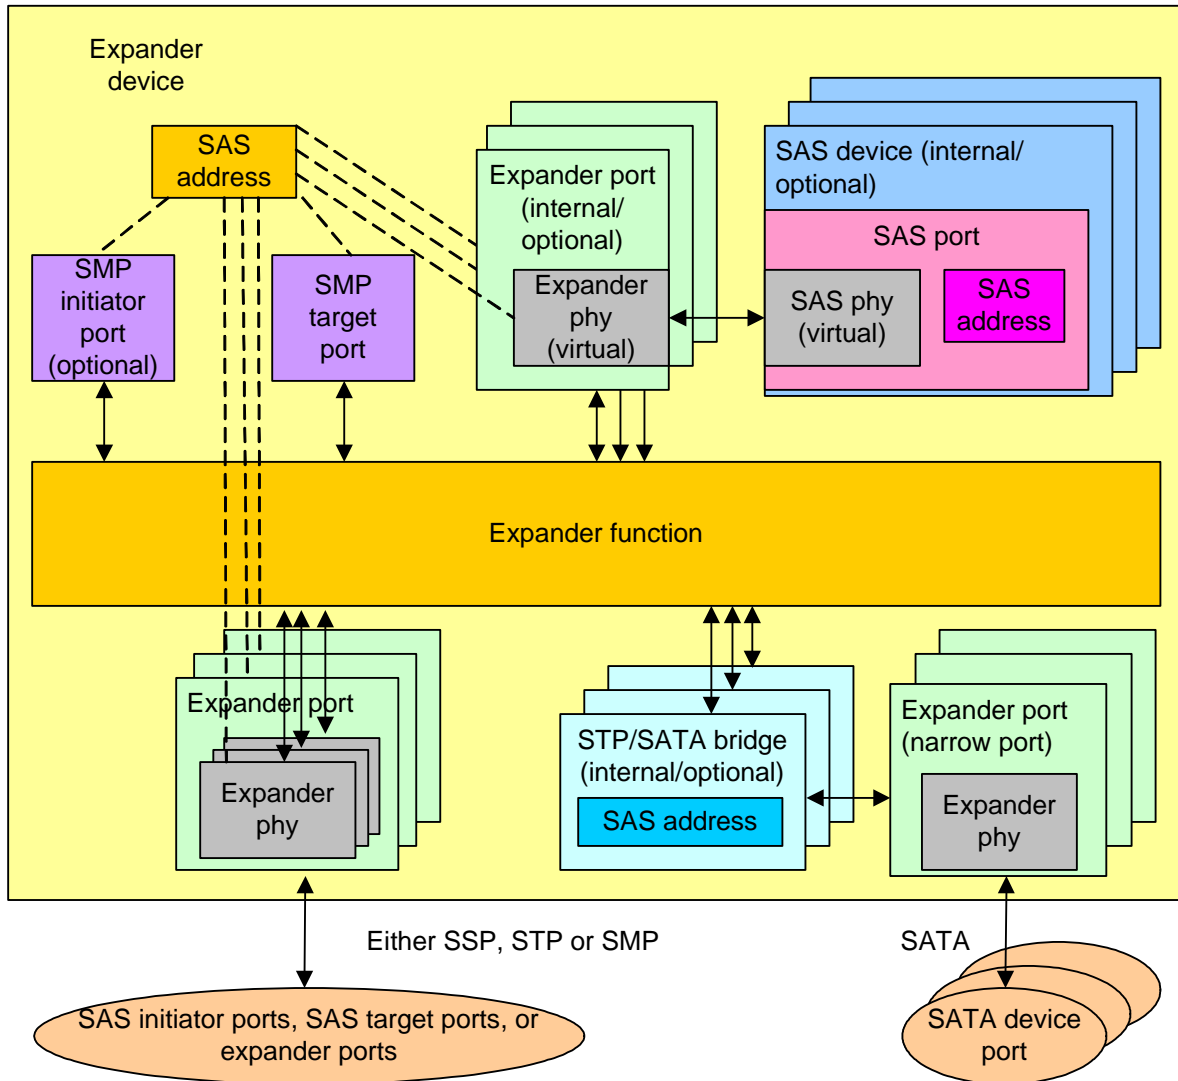 Expander
device
SAS
address
SMP
initiator
port
(optional)
SMP
target
port
Expander port
(internal/
optional)
Expander
phy
(virtual)
SAS device (internal/
optional)
SAS port
SAS phy
(virtual)
SAS
address
Expander function
Expander port
Expander
phy
STP/SATA bridge
(internal/optional)
SAS address
Expander port
(narrow port)
Expander
phy
Either SSP, STP or SMP
SATA
SAS initiator ports, SAS target ports, or
expander ports
SATA device
port